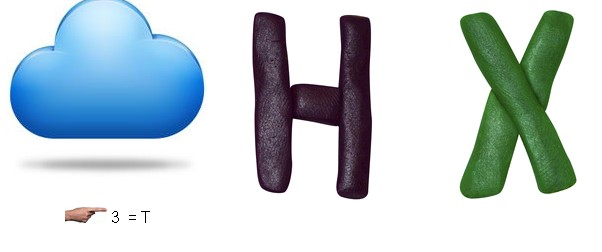 H X
3 = T